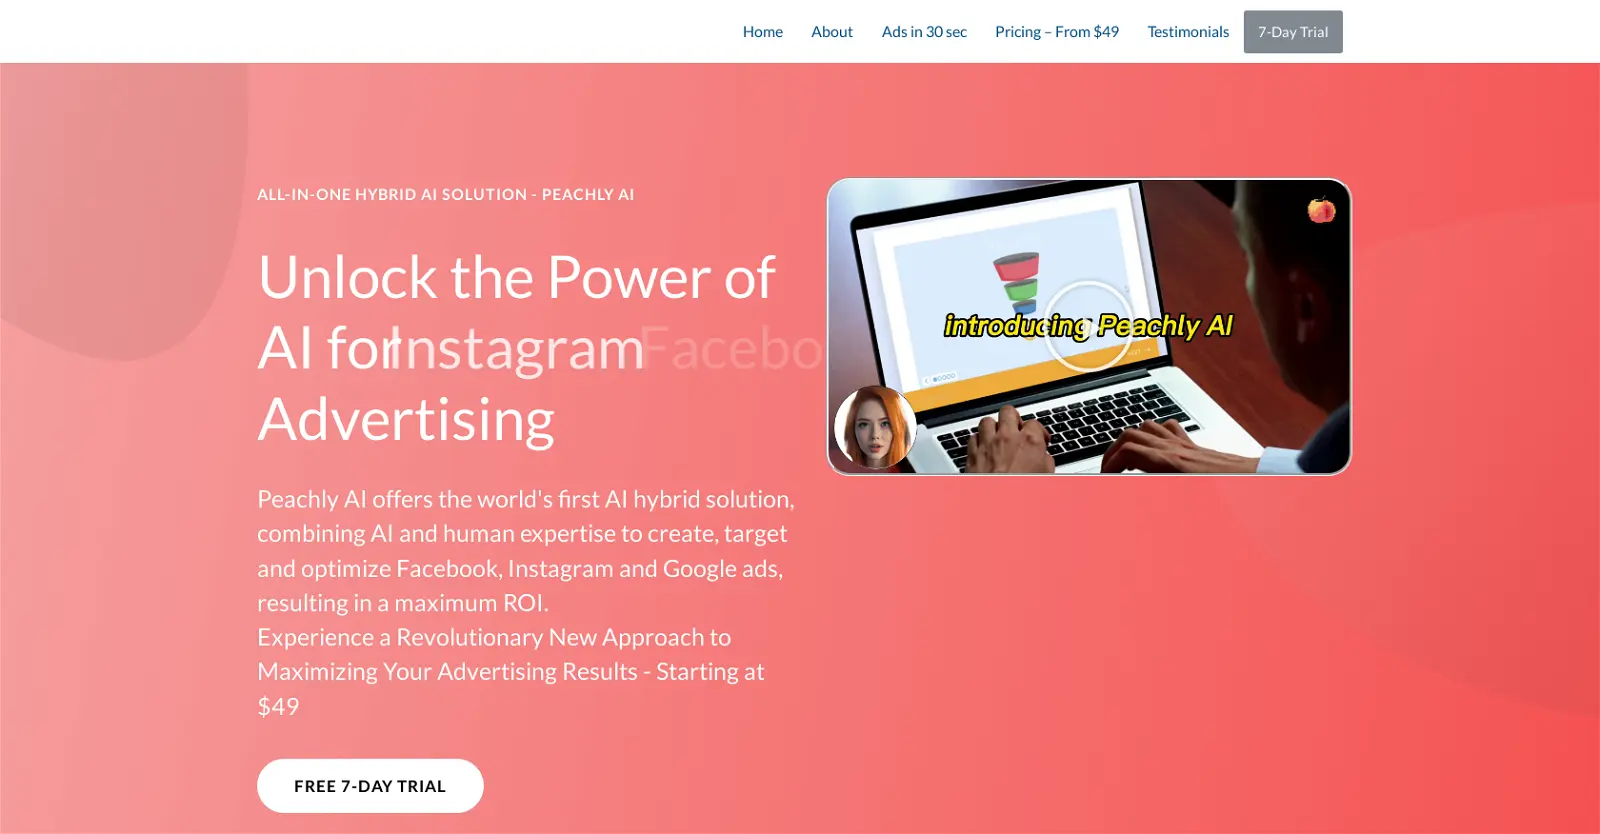 Home About Ads in 30 sec Pricing – From $49 Testimonials 7-Day Trial
ALL-IN-ONE HYBRID AI SOLUTION - PEACHLY AI
Unlock the Power of
AI for Instagram Facebo
Advertising
introducing Peachly AI
Peachly AI offers the world's first AI hybrid solution,
combining AI and human expertise to create, target
and optimize Facebook, Instagram and Google ads,
resulting in a maximum ROI.
Experience a Revolutionary New Approach to
Maximizing Your Advertising Results - Starting at
$49
FREE 7-DAY TRIAL